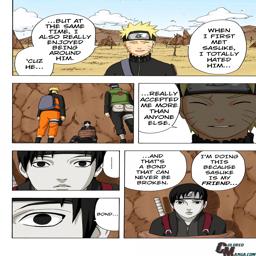 WHEN I
FIRST
MET
SASUKE,
I TOTALLY
HATED
HIM...
...BUT AT
THE SAME
TIME, I
ALSO REALLY
ENJOYED
BEING
AROUND
HIM.
'CUZ
HE...
...REALLY
ACCEPTED
ME MORE
THAN
ANYONE
ELSE.
I'M DOING
THIS
BECAUSE
SASUKE
IS MY
FRIEND...
...AND
THAT'S
A BOND
THAT CAN
NEVER BE
BROKEN.
BOND...
COLORED
MANGA.COM